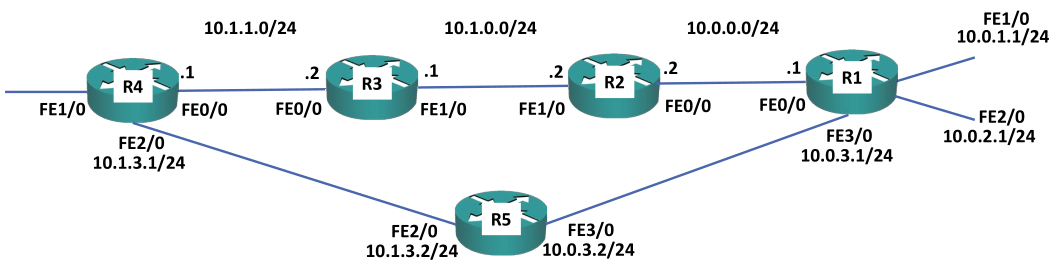 10.1.1.0/24
10.1.0.0/24
10.0.0.0/24
FE1/0
10.0.1.1/24
R4
.1
.2
R3
.1
.2
R2
.2
.1
R1
FE1/0
FE0/0
FE0/0
FE1/0
FE1/0
FE0/0
FE0/0
FE2/0
10.0.2.1/24
FE2/0
10.1.3.1/24
FE3/0
10.0.3.1/24
R5
FE2/0
10.1.3.2/24
FE3/0
10.0.3.2/24